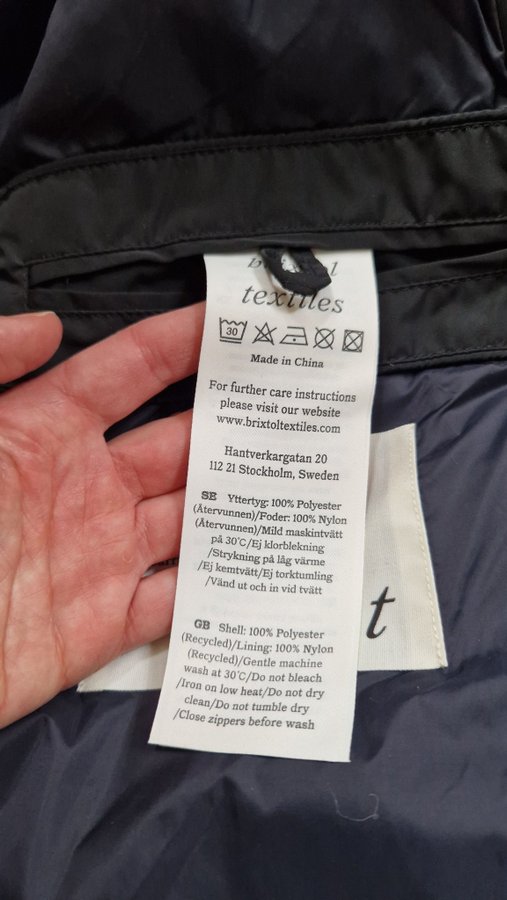 textiles
30
Made in China
For further care instructions
please visit our website
www.brixtoltextiles.com
Hantverkargatan 20
112 21 Stockholm, Sweden
SE Yttertyg: 100% Polyester
(Återvunnen)/Foder: 100% Nylon
(Återvunnen)/Mild maskintvätt
på 30℃/Ej klorblekning
/Strykning på låg värme
/Ej kemtvätt/Ej torktumling
/Vänd ut och in vid tvätt
GB Shell: 100% Polyester
(Recycled)/Lining: 100% Nylon
(Recycled)/Gentle machine
wash at 30℃/Do not bleach
/Iron on low heat/Do not dry
clean/Do not tumble dry
/Close zippers before wash
t